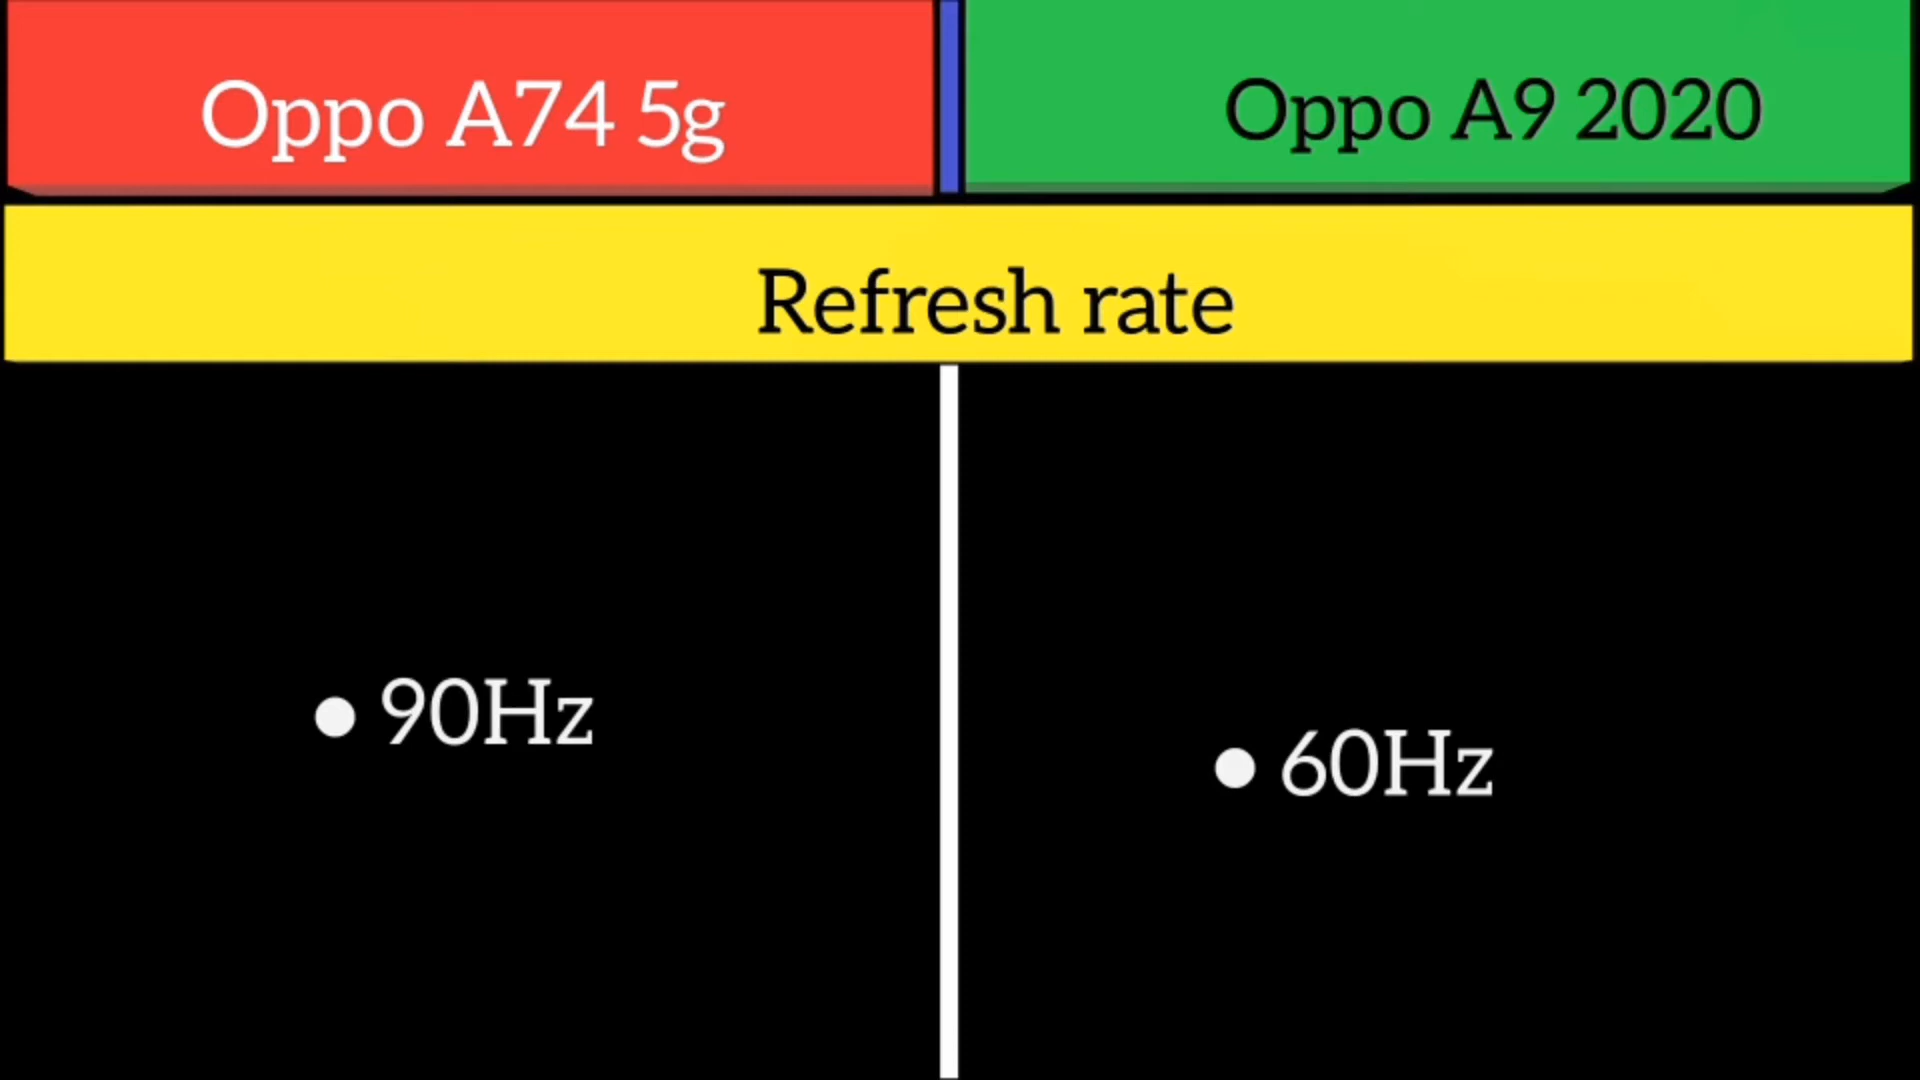 Oppo A74 5g
Oppo A9 2020
Refresh rate
• 90Hz
• 60Hz